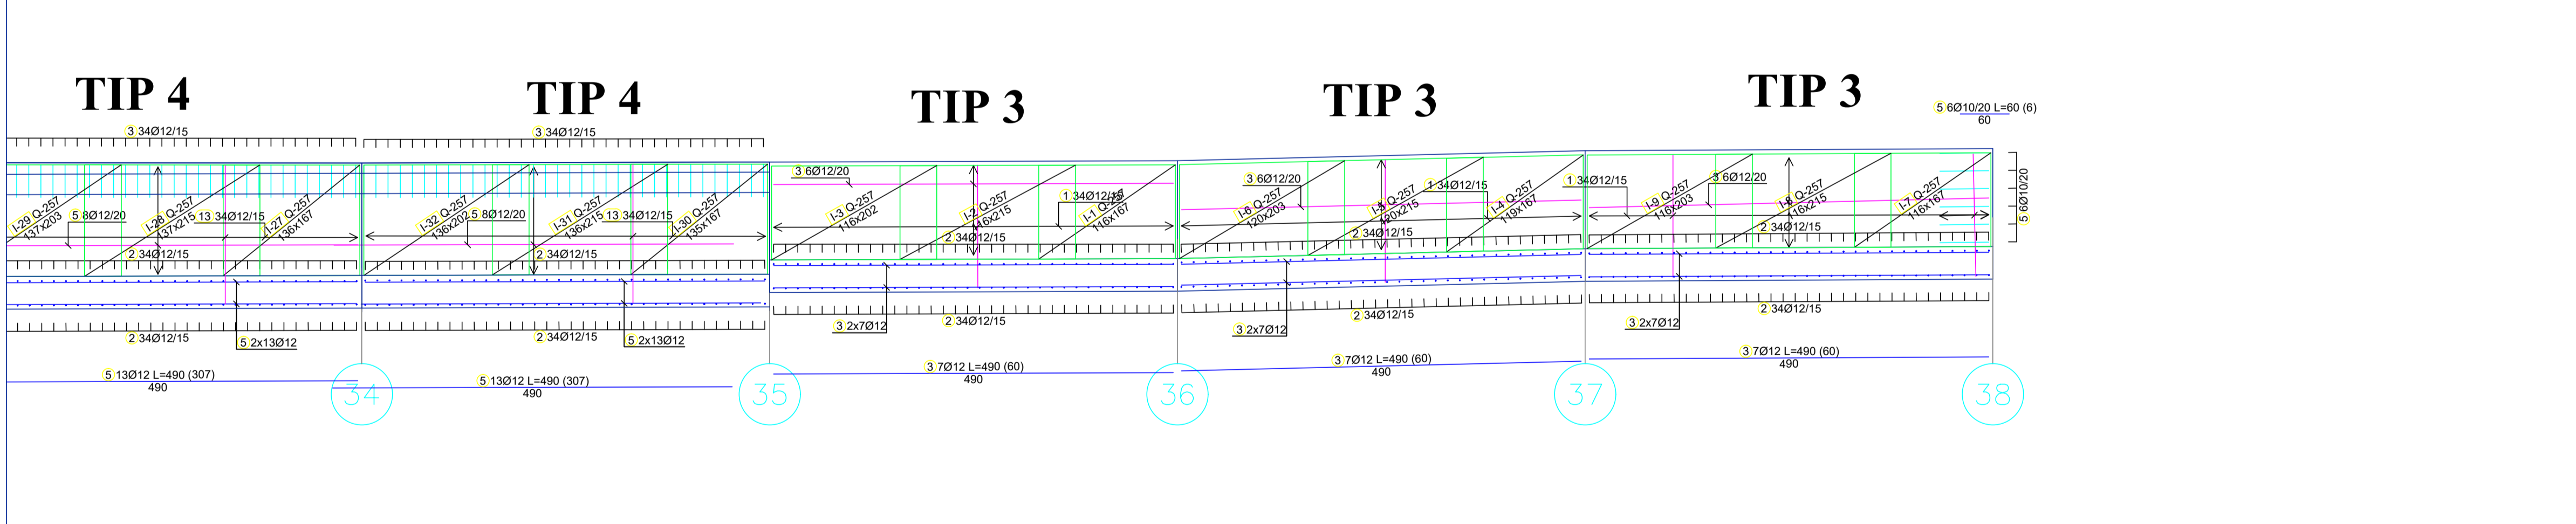 TIP 4
TIP 4
TIP 3
TIP 3
TIP 3
5 6Ø10/20 L=60 (6)
60
3 34Ø12/15
3 34Ø12/15
I-29 Q-257
137x203
5 8Ø12/20
I-28 Q-257
137x215
13 34Ø12/15
I-27 Q-257
136x167
2 34Ø12/15
2 34Ø12/15
5 2x13Ø12
5 13Ø12 L=490 (307)
490
34
I-32 Q-257
136x202
5 8Ø12/20
I-31 Q-257
136x215
13 34Ø12/15
I-30 Q-257
135x167
2 34Ø12/15
2 34Ø12/15
5 2x13Ø12
5 13Ø12 L=490 (307)
490
35
3 6Ø12/20
I-3 Q-257
116x202
I-2 Q-257
116x215
1 34Ø12/15
I-1 Q-257
116x167
2 34Ø12/15
3 2x7Ø12
2 34Ø12/15
3 7Ø12 L=490 (60)
490
36
3 6Ø12/20
I-6 Q-257
120x203
I-5 Q-257
120x215
1 34Ø12/15
I-4 Q-257
119x167
2 34Ø12/15
3 2x7Ø12
2 34Ø12/15
3 7Ø12 L=490 (60)
490
37
1 34Ø12/15
I-9 Q-257
116x203
3 6Ø12/20
I-8 Q-257
116x215
I-7 Q-257
116x167
2 34Ø12/15
3 2x7Ø12
2 34Ø12/15
3 7Ø12 L=490 (60)
490
38
5 6Ø10/20